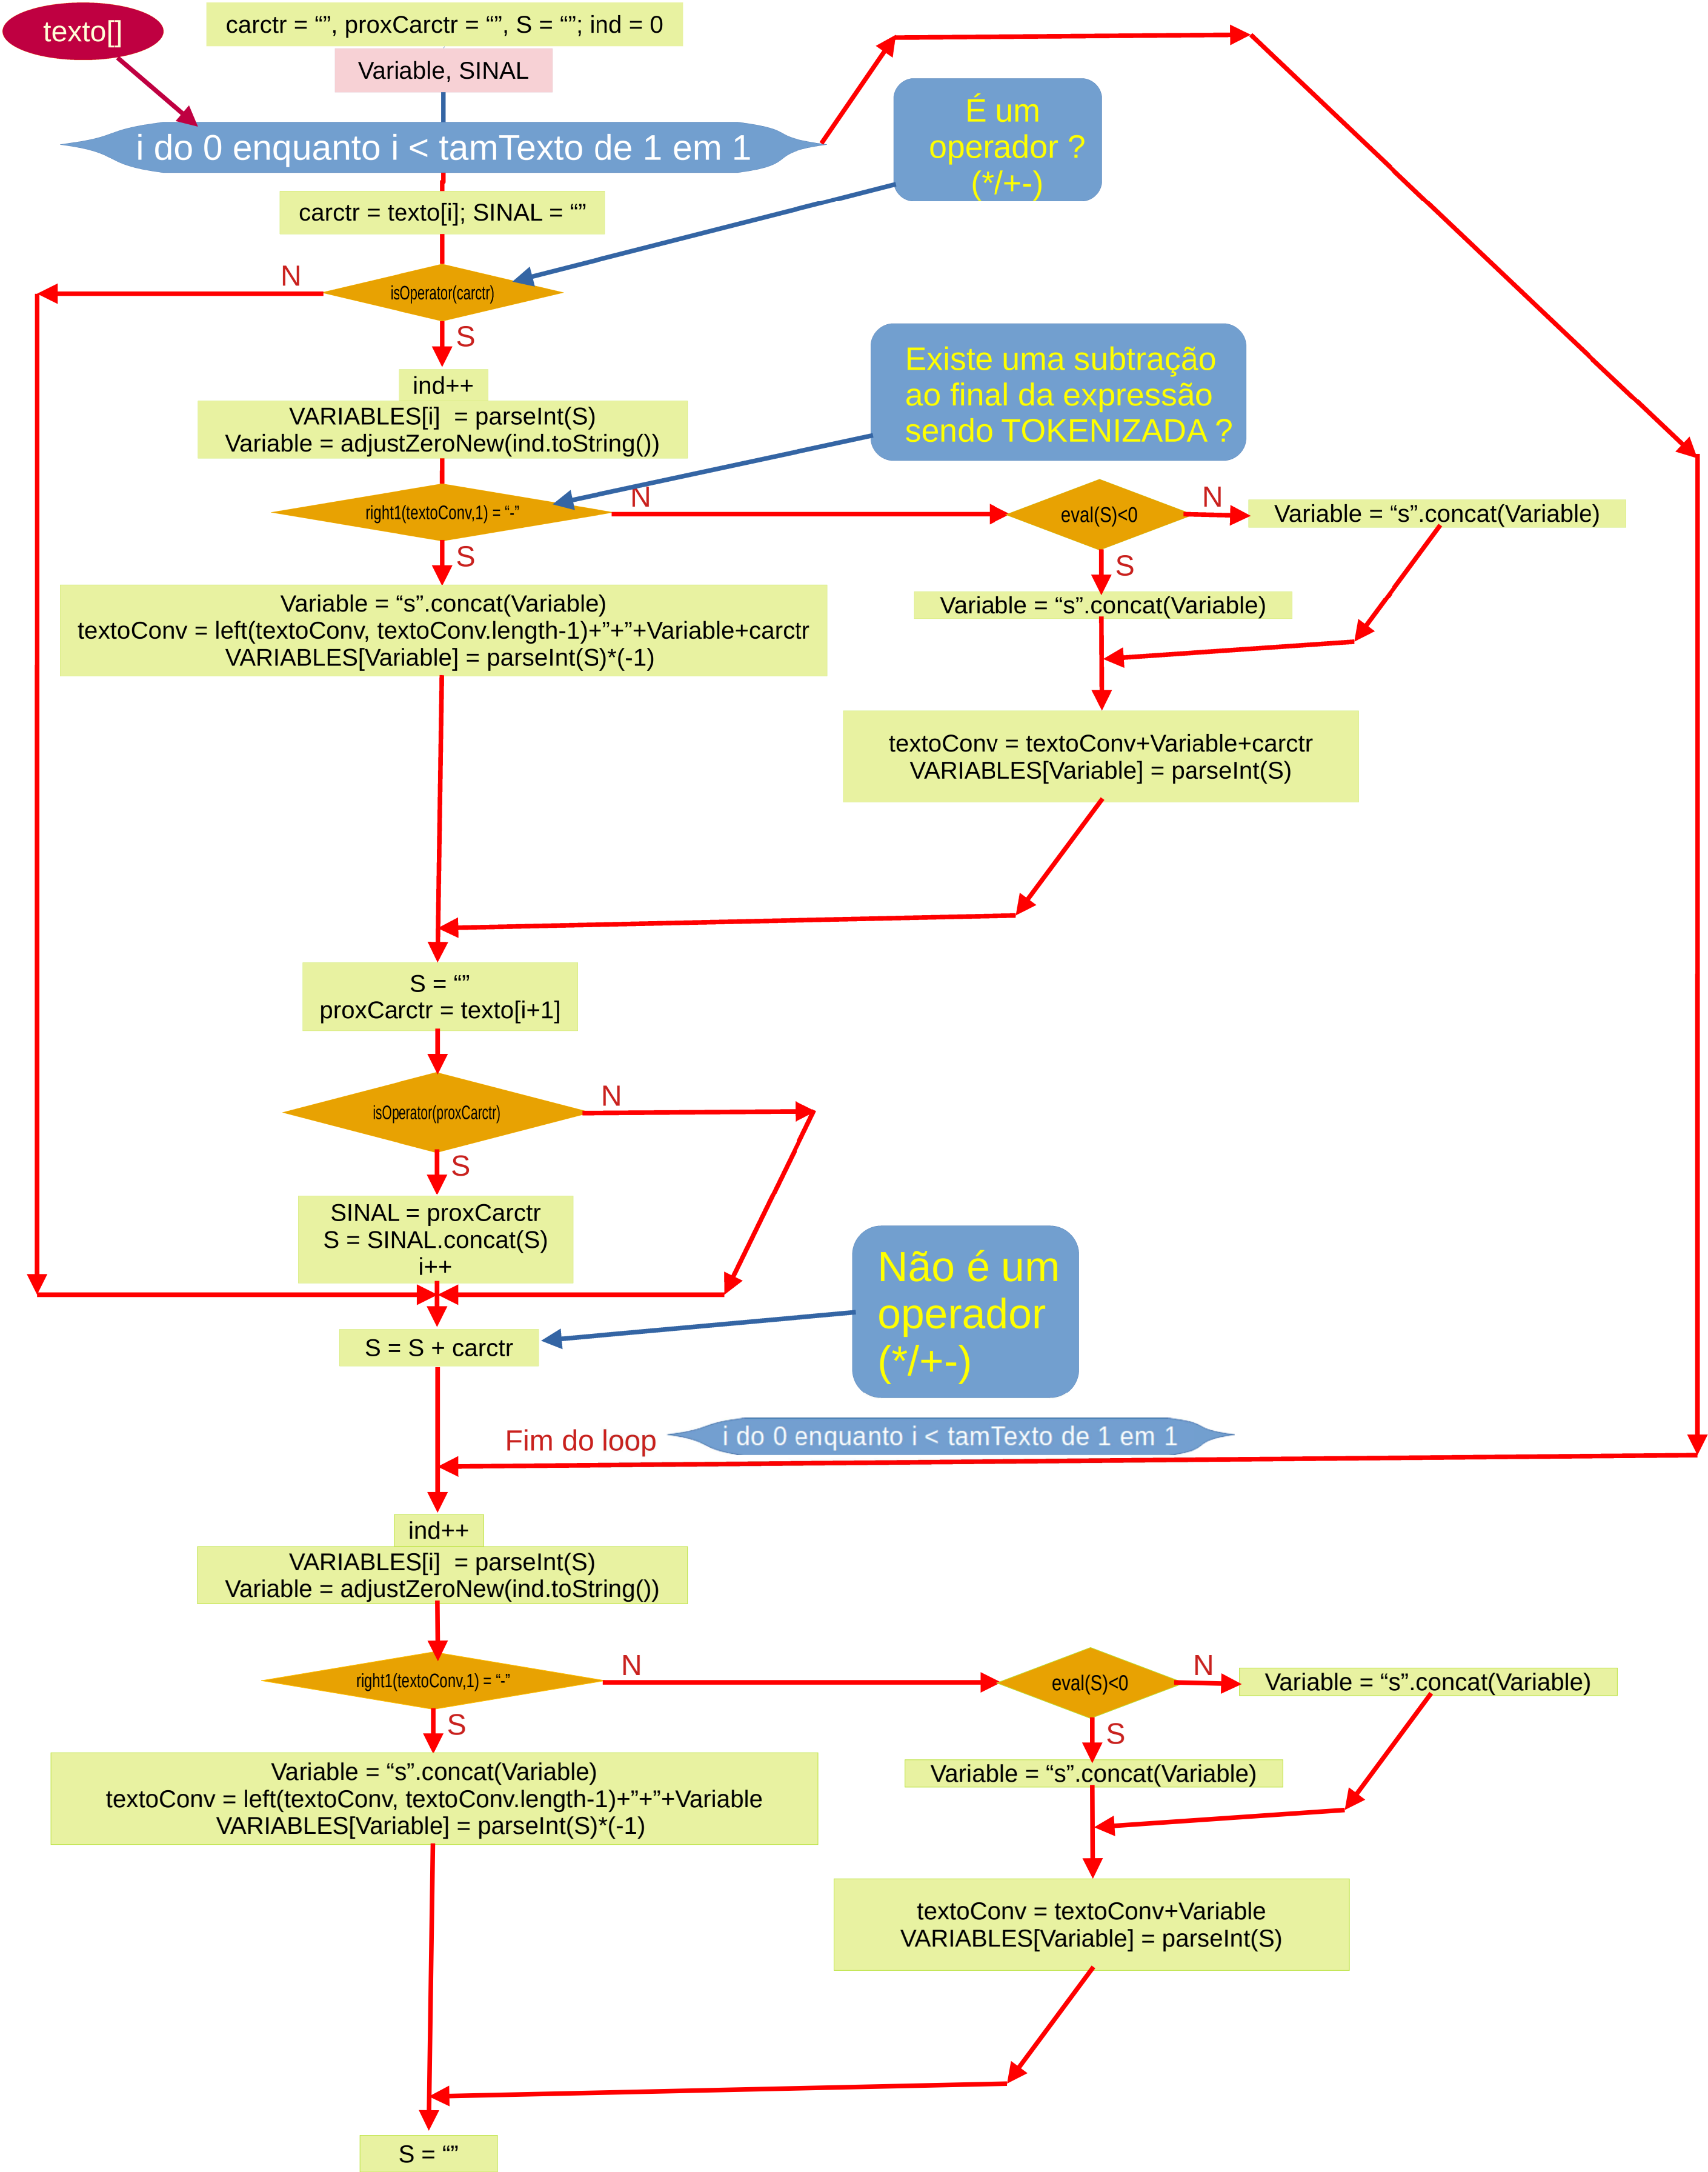 texto[]
carctr = “”, proxCarctr = “”, S = “”; ind = 0
Variable, SINAL
i do 0 enquanto i < tamTexto de 1 em 1
É um
operador ?
(*/+-)
carctr = texto[i]; SINAL = “”
N
isOperator(carctr)
S
ind++
VARIABLES[i]  = parseInt(S)
Variable = adjustZeroNew(ind.toString())
Existe uma subtração
ao final da expressão
sendo TOKENIZADA ?
right1(textoConv,1) = “-”
N
eval(S)<0
N
Variable = “s”.concat(Variable)
S
S
Variable = “s”.concat(Variable)
Variable = “s”.concat(Variable)
textoConv = left(textoConv, textoConv.length-1)+”+”+Variable+carctr
VARIABLES[Variable] = parseInt(S)*(-1)
textoConv = textoConv+Variable+carctr
VARIABLES[Variable] = parseInt(S)
S = “”
proxCarctr = texto[i+1]
isOperator(proxCarctr)
N
S
SINAL = proxCarctr
S = SINAL.concat(S)
i++
Não é um
operador
(*/+-)
S = S + carctr
Fim do loop
i do 0 enquanto i < tamTexto de 1 em 1
ind++
VARIABLES[i]  = parseInt(S)
Variable = adjustZeroNew(ind.toString())
right1(textoConv,1) = “-”
N
eval(S)<0
N
Variable = “s”.concat(Variable)
S
S
Variable = “s”.concat(Variable)
Variable = “s”.concat(Variable)
textoConv = left(textoConv, textoConv.length-1)+”+”+Variable
VARIABLES[Variable] = parseInt(S)*(-1)
textoConv = textoConv+Variable
VARIABLES[Variable] = parseInt(S)
S = “”